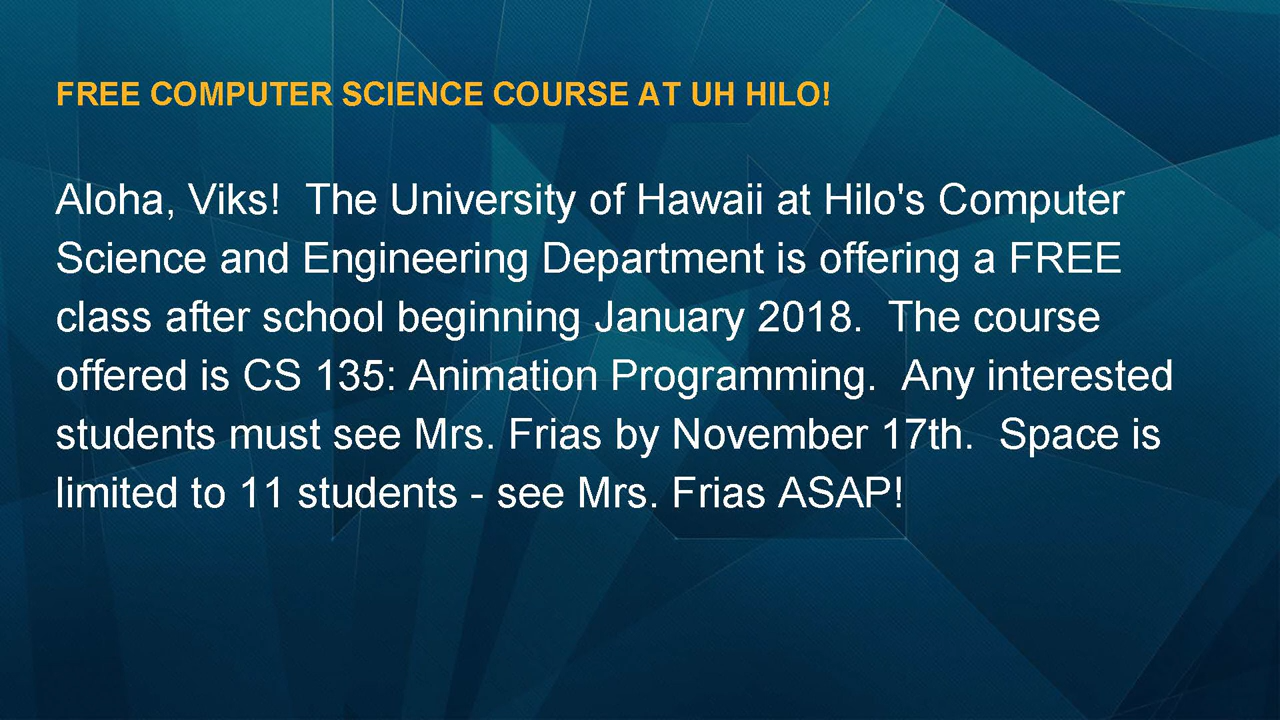 FREE COMPUTER SCIENCE COURSE AT UH HILO!
Aloha, Viks!  The University of Hawaii at Hilo's Computer
Science and Engineering Department is offering a FREE
class after school beginning January 2018.  The course
offered is CS 135: Animation Programming.  Any interested
students must see Mrs. Frias by November 17th.  Space is
limited to 11 students - see Mrs. Frias ASAP!